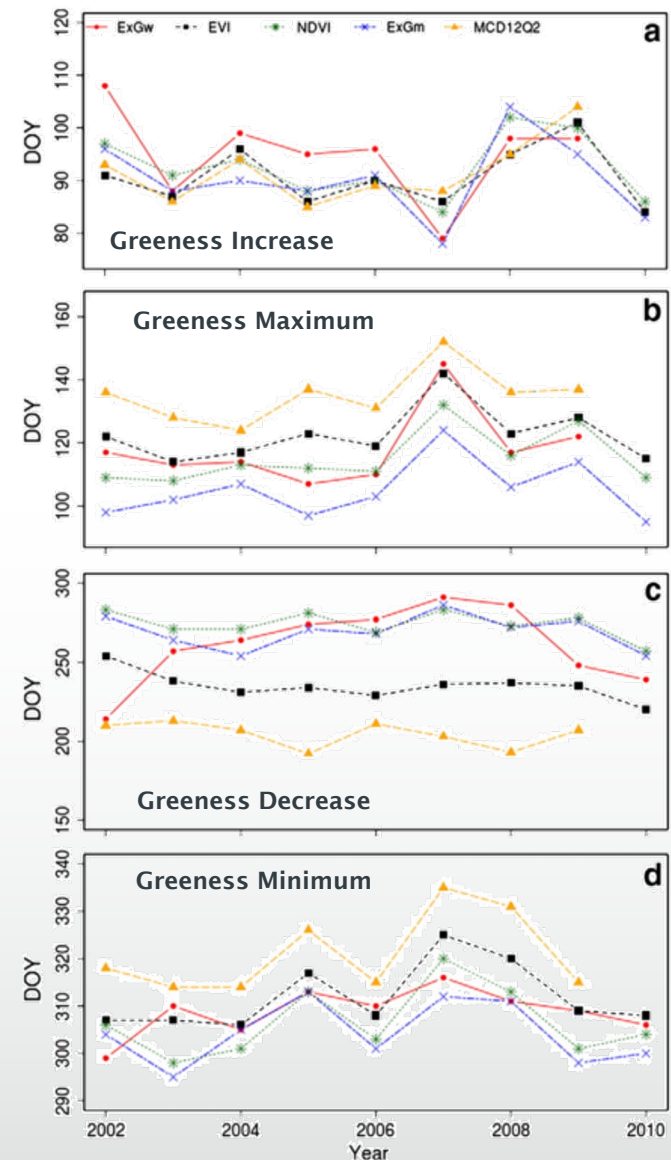 ExGw EVI NDVI ExGm MCD12Q2
a
DOY
120
110
100
90
80
Greeness Increase
b
Greeness Maximum
DOY
160
140
120
100
c
DOY
300
250
200
150
Greeness Decrease
d
Greeness Minimum
DOY
340
330
320
310
300
290
2002 2004 2006 2008 2010
Year